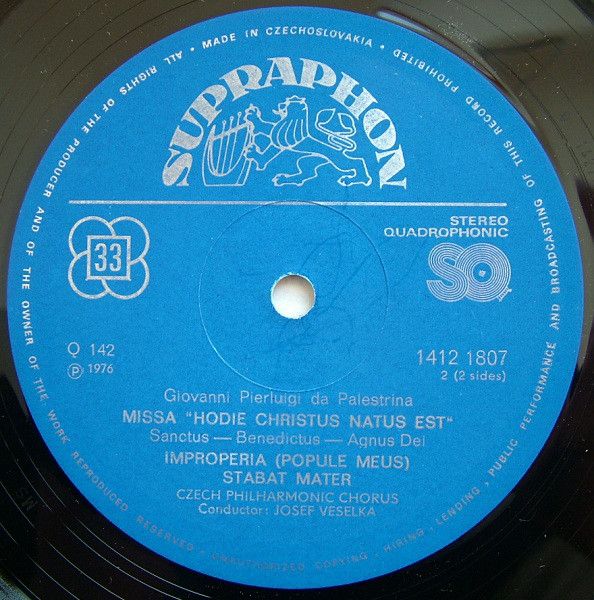 • MADE IN CZECHOSLOVAKIA •
ALL RIGHTS OF THE PRODUCER AND OF THE OWNER OF THE WORK REPRODUCED RESERVED • UNAUTHORIZED COPYING • HIRING, LENDING, PUBLIC PERFORMANCE AND BROADCASTING OF THIS RECORD PROHIBITED
SUPRAPHON
33
STEREO
QUADROPHONIC
SQ
Q 142
℗ 1976
1412 1807
2 (2 sides)
Giovanni Pierluigi da Palestrina
MISSA "HODIE CHRISTUS NATUS EST"
Sanctus — Benedictus — Agnus Dei
IMPROPERIA (POPULE MEUS)
STABAT MATER
CZECH PHILHARMONIC CHORUS
Conductor: JOSEF VESELKA